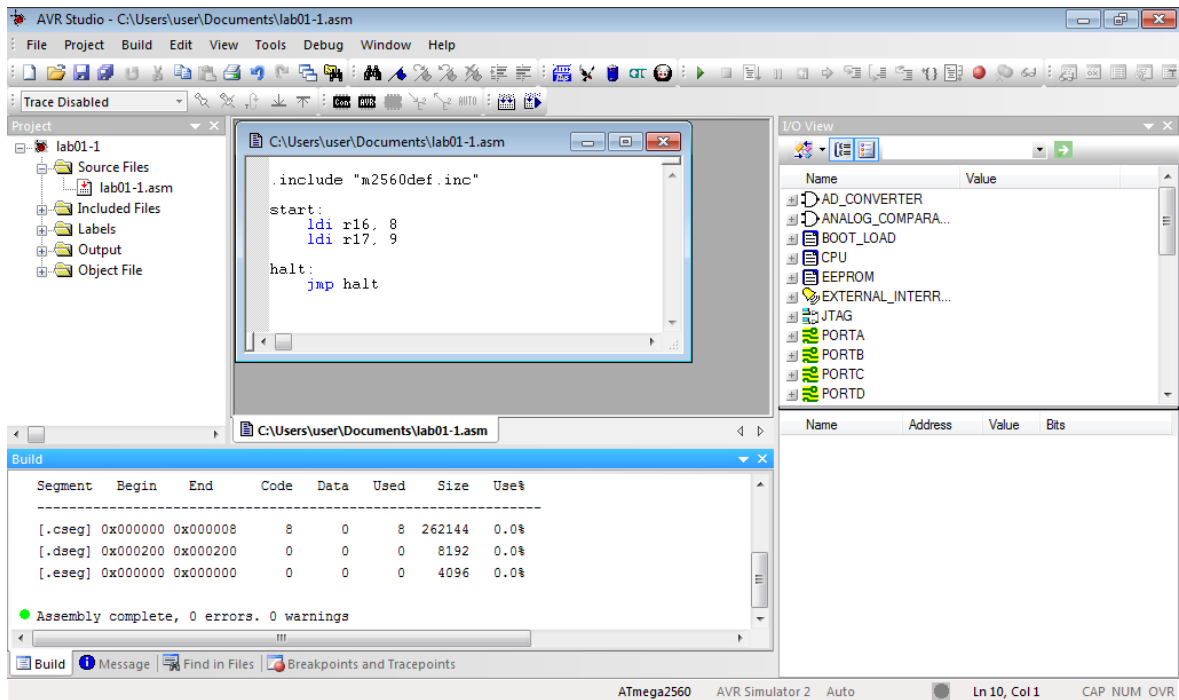 AVR Studio - C:\Users\user\Documents\lab01-1.asm
File Project Build Edit View Tools Debug Window Help
Trace Disabled
Con AVR AUTO
Project
lab01-1
Source Files
lab01-1.asm
Included Files
Labels
Output
Object File
C:\Users\user\Documents\lab01-1.asm
.include "m2560def.inc"
start:
ldi r16, 8
ldi r17, 9
halt:
jmp halt
C:\Users\user\Documents\lab01-1.asm
I/O View
Name Value
AD_CONVERTER
ANALOG_COMPARA...
BOOT_LOAD
CPU
EEPROM
EXTERNAL_INTERR...
JTAG
PORTA
PORTB
PORTC
PORTD
Name Address Value Bits
Build
Segment Begin End Code Data Used Size Use%
---------------------------------------------------------------
[.cseg] 0x000000 0x000008 8 0 8 262144 0.0%
[.dseg] 0x000200 0x000200 0 0 0 8192 0.0%
[.eseg] 0x000000 0x000000 0 0 0 4096 0.0%
Assembly complete, 0 errors. 0 warnings
Build Message Find in Files Breakpoints and Tracepoints
ATmega2560 AVR Simulator 2 Auto Ln 10, Col 1 CAP NUM OVR